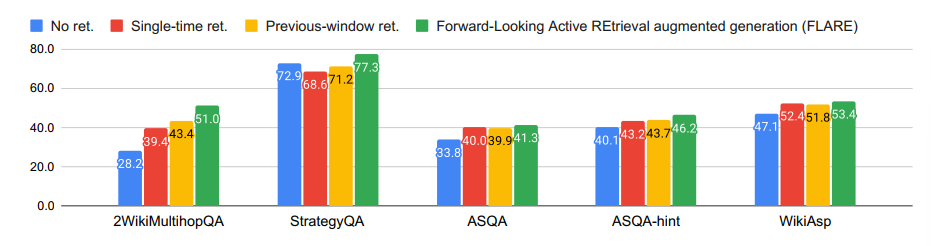 No ret. Single-time ret. Previous-window ret. Forward-Looking Active REtrieval augmented generation (FLARE)
80.0
60.0
40.0
20.0
0.0
28.2 39.4 43.4 51.0
72.9 68.6 71.2 77.3
33.8 40.0 39.9 41.3
40.1 43.2 43.7 46.2
47.1 52.4 51.8 53.4
2WikiMultihopQA StrategyQA ASQA ASQA-hint WikiAsp